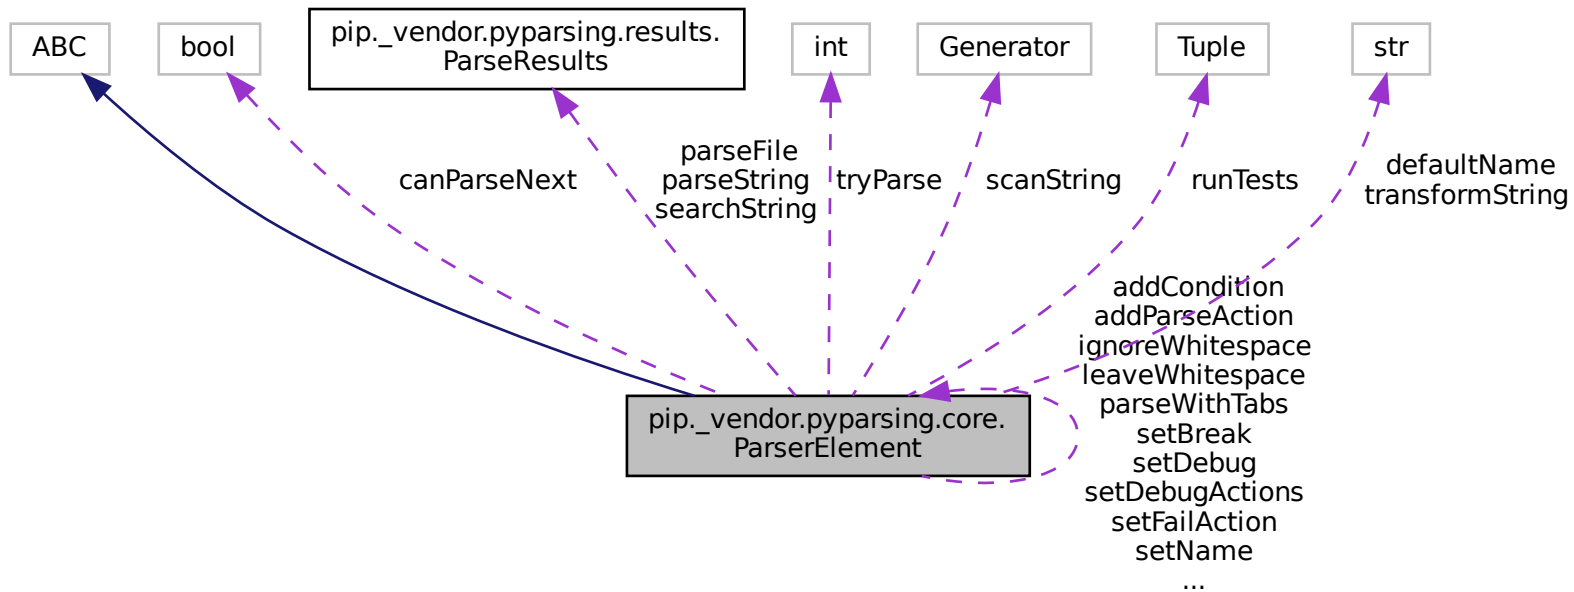 ABC
bool
pip._vendor.pyparsing.results.
ParseResults
int
Generator
Tuple
str
canParseNext
parseFile
parseString
searchString
tryParse
scanString
runTests
defaultName
transformString
addCondition
addParseAction
ignoreWhitespace
leaveWhitespace
parseWithTabs
setBreak
setDebug
setDebugActions
setFailAction
setName
...
pip._vendor.pyparsing.core.
ParserElement